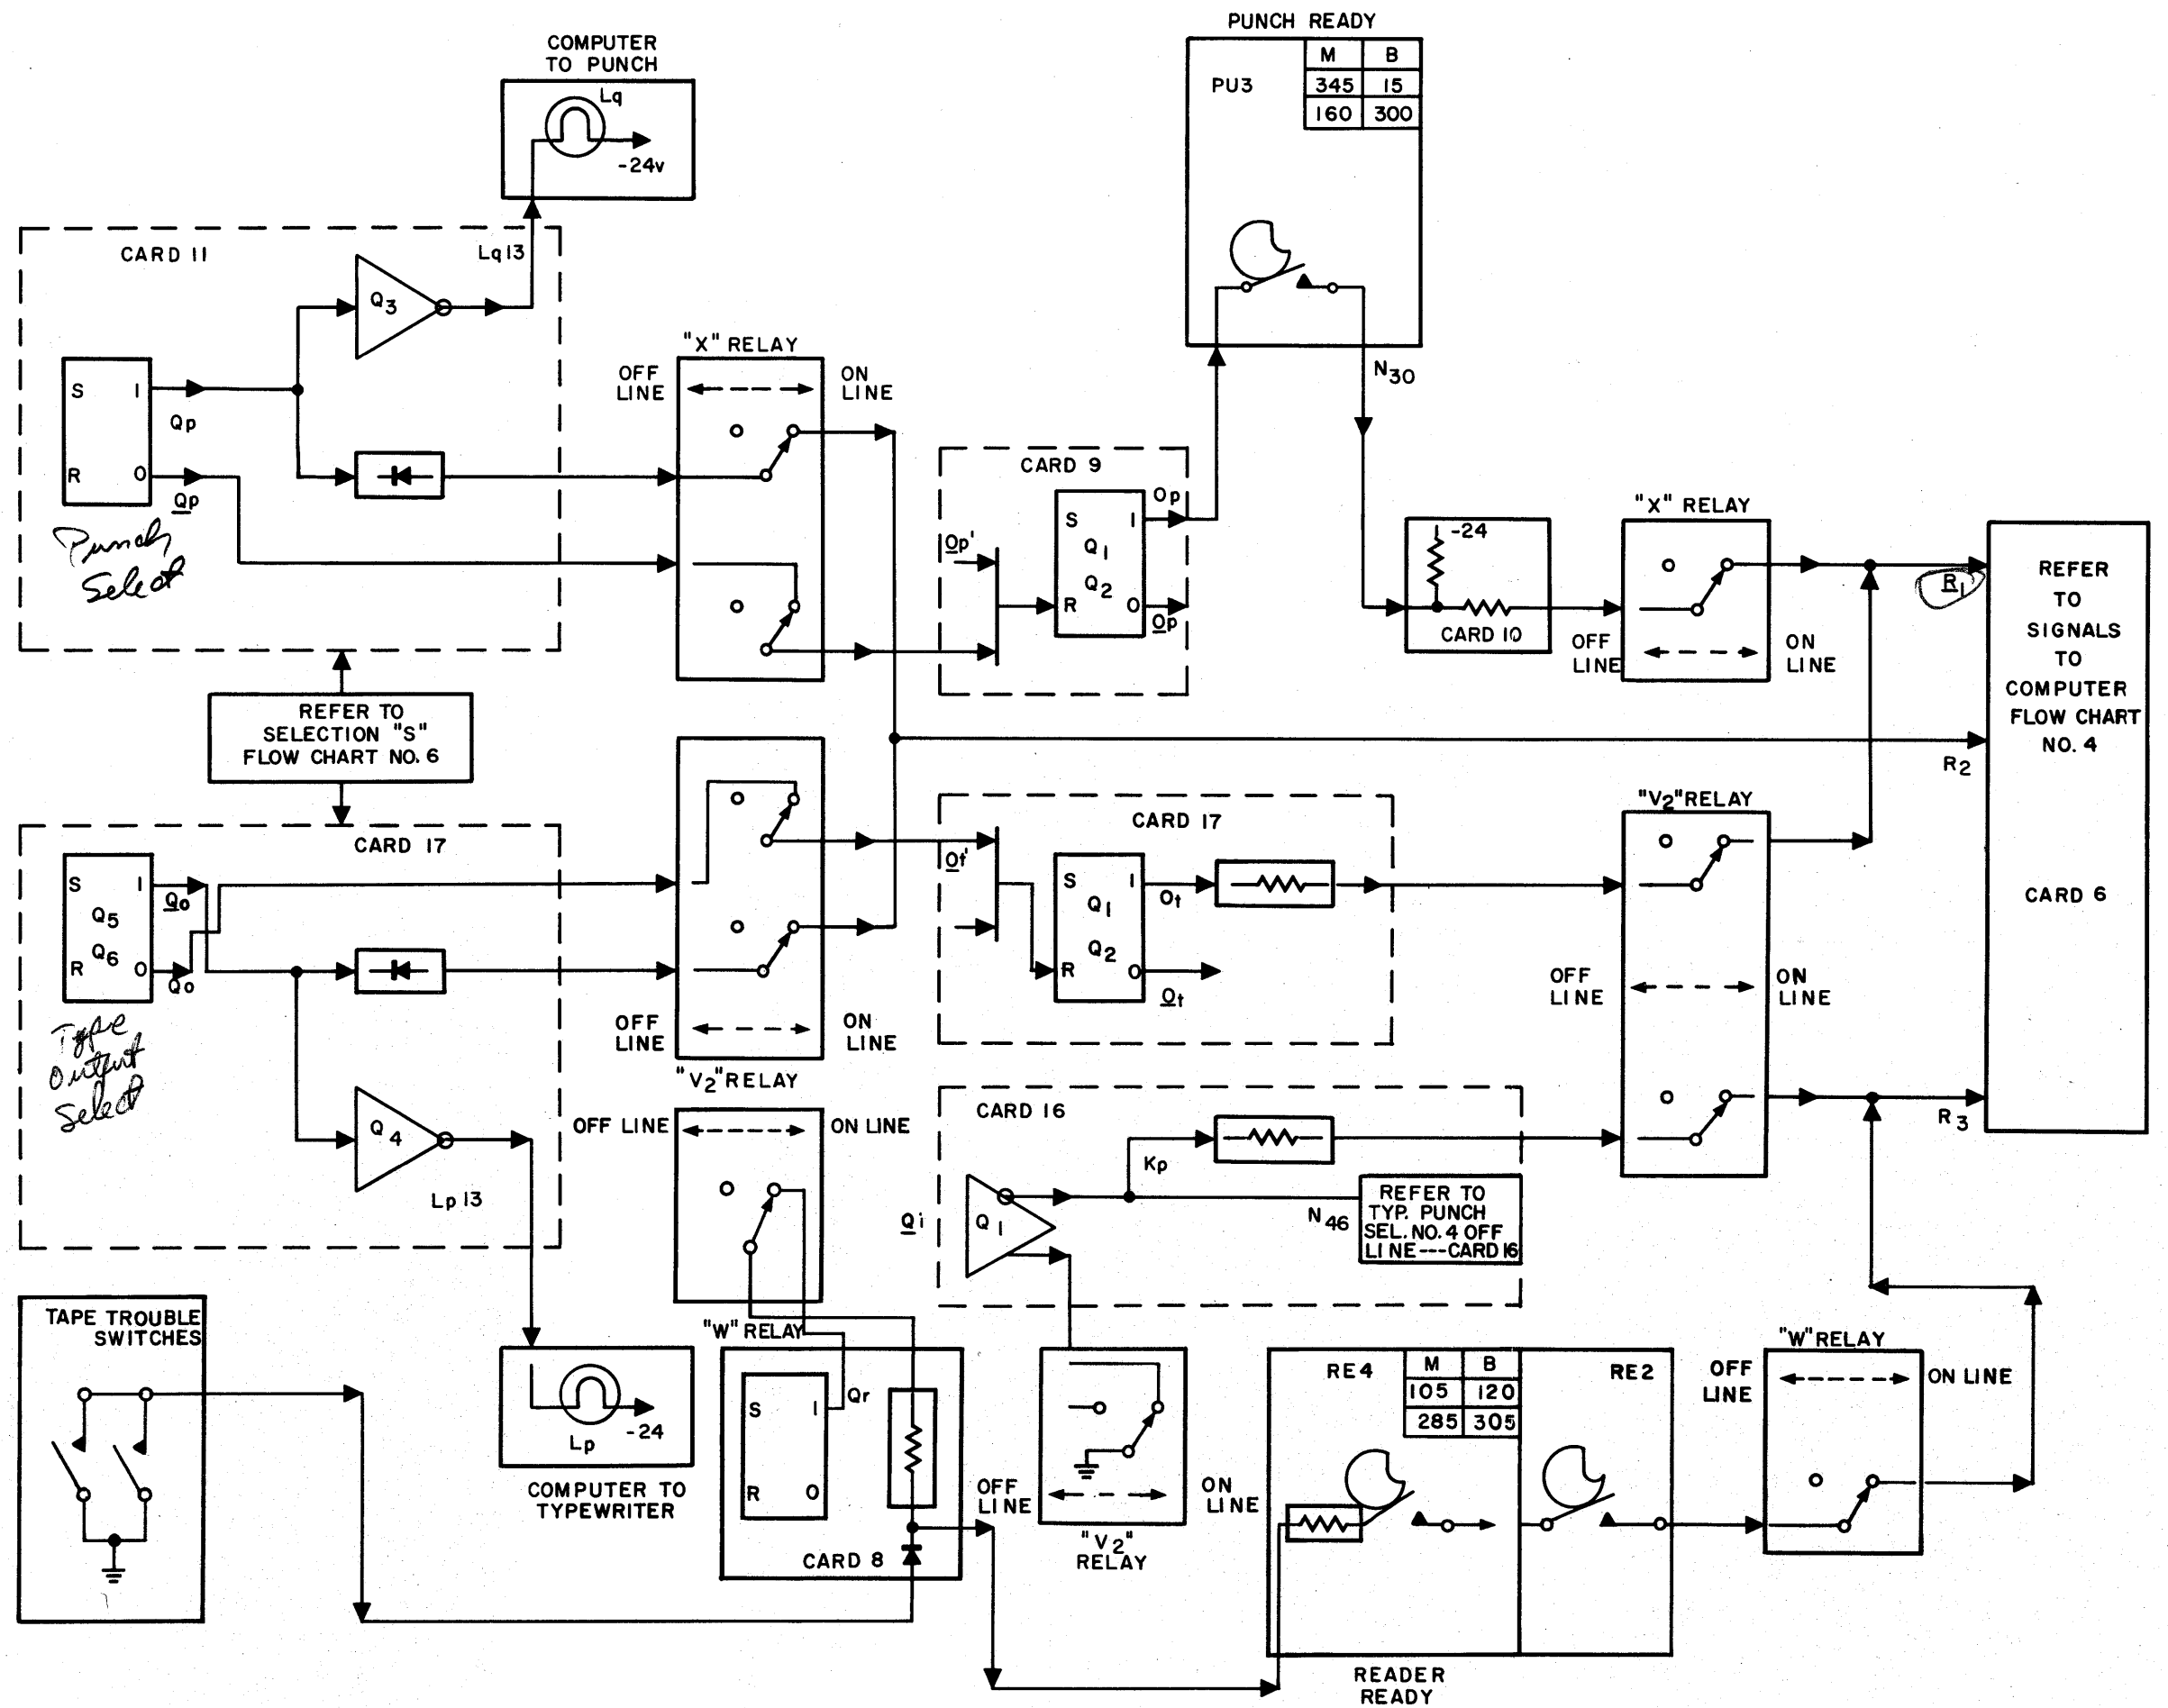 PUNCH READY
M B
PU3
345 15
160 300
COMPUTER
TO PUNCH
Lq
-24v
CARD 11
Lq13
Q3
S 1
Qp
R 0
Qp
Punch
Select
"X" RELAY
OFF
LINE
ON
LINE
N30
CARD 9
Op'
Op
S 1
Q1
Q2
R 0
Op
-24
CARD 10
"X" RELAY
OFF
LINE
ON
LINE
R1
REFER
TO
SIGNALS
TO
COMPUTER
FLOW CHART
NO. 4
CARD 6
R2
R3
REFER TO
SELECTION "S"
FLOW CHART NO. 6
CARD 17
S 1
Qo
Q5
Q6
R 0
Qo
Type
Output
Select
Q4
Lp13
OFF
LINE
ON
LINE
"V2" RELAY
CARD 17
Ot'
S 1
Ot
Q1
Q2
R 0
Ot
"V2" RELAY
OFF
LINE
ON
LINE
CARD 16
Kp
Qi
Q1
N46
REFER TO
TYP. PUNCH
SEL. NO. 4 OFF
LINE---CARD 16
OFF LINE
ON LINE
"W" RELAY
TAPE TROUBLE
SWITCHES
Lp
-24
COMPUTER TO
TYPEWRITER
S 1
Qr
R 0
CARD 8
OFF
LINE
ON
LINE
"V2"
RELAY
RE4
M B
105 120
285 305
RE2
READER
READY
"W" RELAY
OFF
LINE
ON LINE